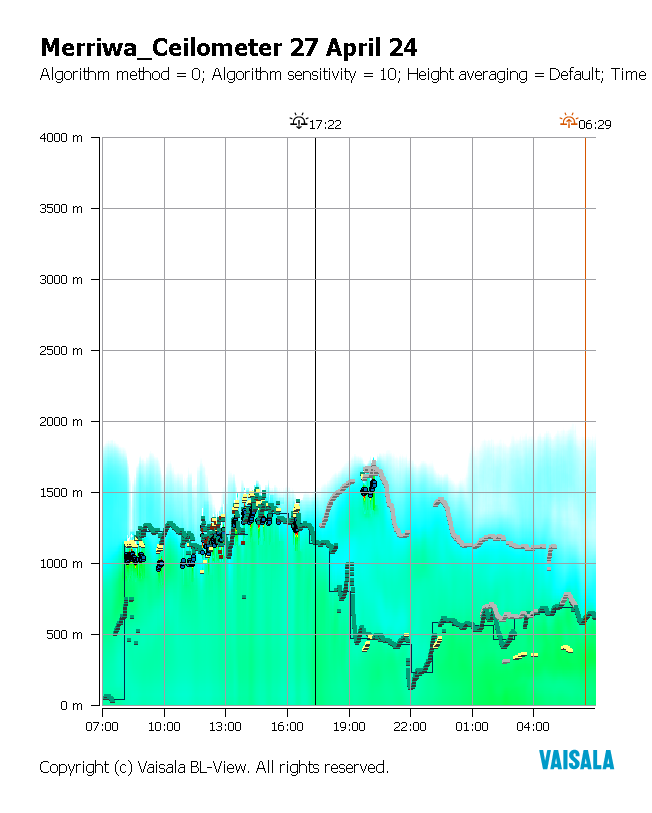 Merriwa_Ceilometer 27 April 24
Algorithm method = 0; Algorithm sensitivity = 10; Height averaging = Default; Time
17:22 06:29
4000 m
3500 m
3000 m
2500 m
2000 m
1500 m
1000 m
500 m
0 m
07:00 10:00 13:00 16:00 19:00 22:00 01:00 04:00
VAISALA
Copyright (c) Vaisala BL-View. All rights reserved.